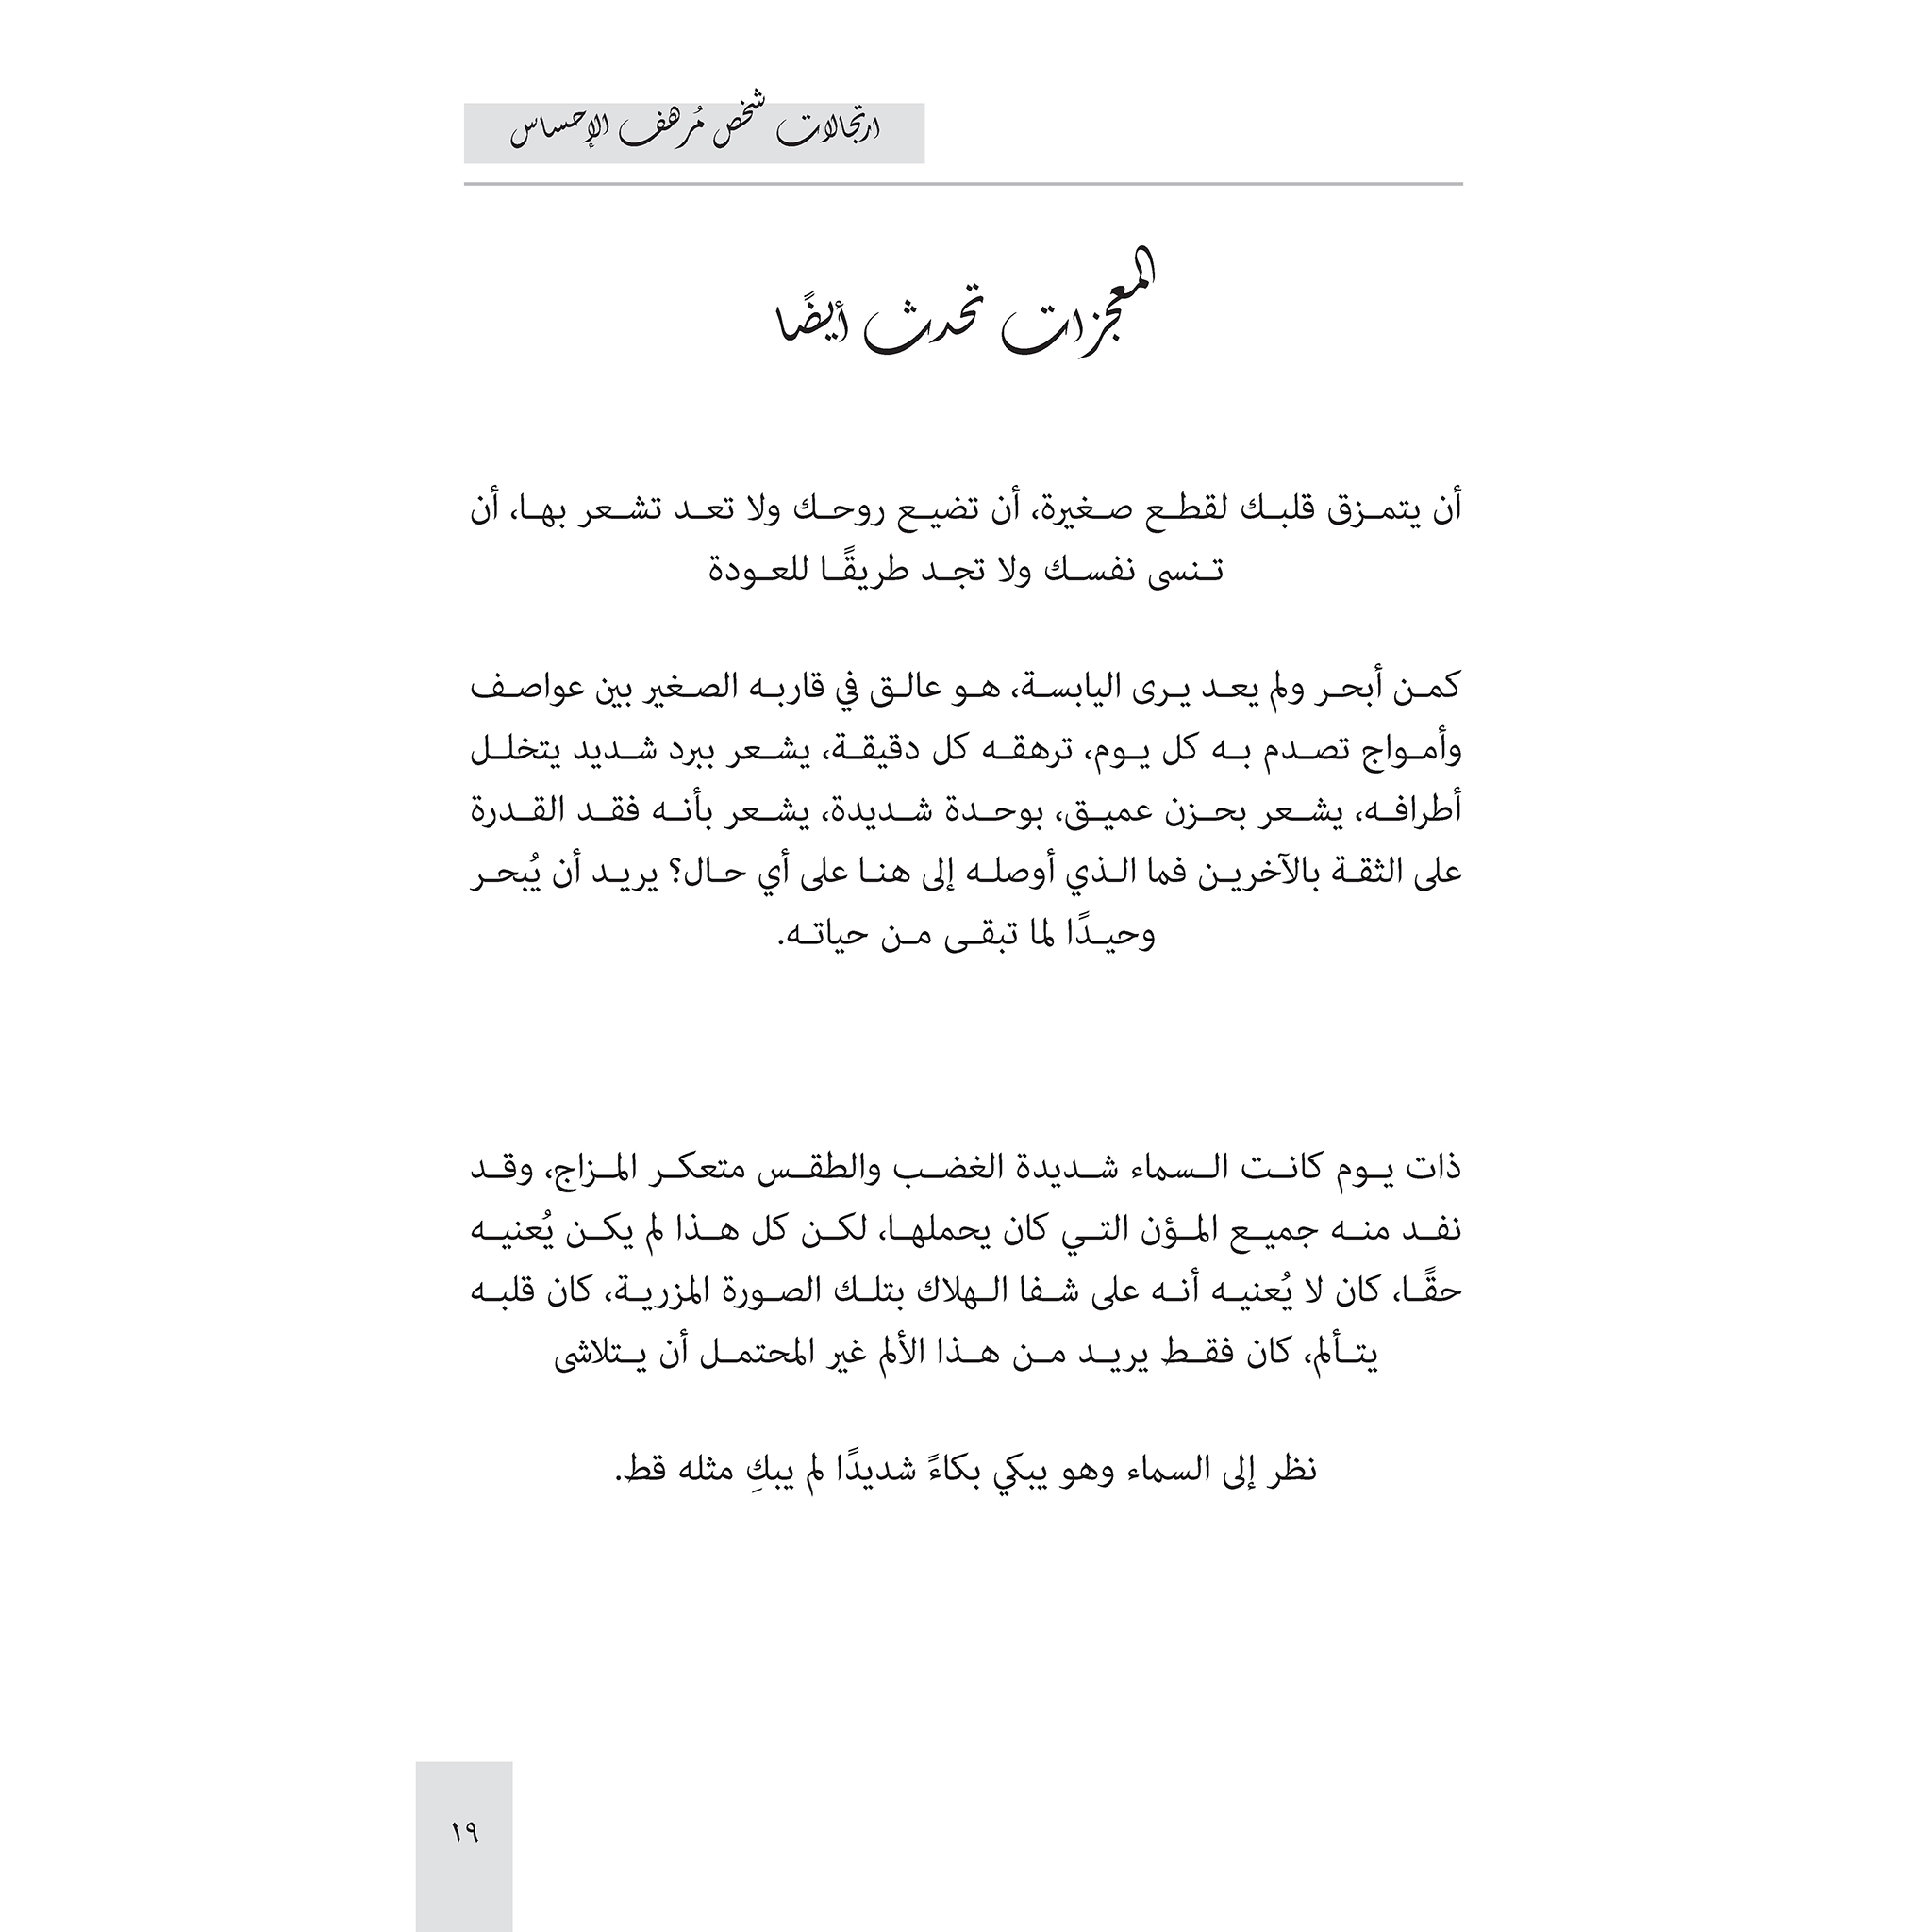 ارتجالات شخص مُرهف الإحساس
المعجزات تحدث أيضًا
أن يتمزق قلبك لقطع صغيرة، أن تضيع روحك ولا تعد تشعر بها، أن
تنسى نفسك ولا تجد طريقًا للعودة
كمن أبحر ولم يعد يرى اليابسة، هو عالق في قاربه الصغير بين عواصف
وأمواج تصدم به كل يوم، ترهقه كل دقيقة، يشعر ببرد شديد يتخلل
أطرافه، يشعر بحزن عميق، بوحدة شديدة، يشعر بأنه فقد القدرة
على الثقة بالآخرين فما الذي أوصله إلى هنا على أي حال؟ يريد أن يُبحر
وحيدًا لما تبقى من حياته.
ذات يوم كانت السماء شديدة الغضب والطقس متعكر المزاج، وقد
نفد منه جميع المؤن التي كان يحملها، لكن كل هذا لم يكن يُعنيه
حقًا، كان لا يُعنيه أنه على شفا الهلاك بتلك الصورة المزرية، كان قلبه
يتألم، كان فقط يريد من هذا الألم غير المحتمل أن يتلاشى
نظر إلى السماء وهو يبكي بكاءً شديدًا لم يبكِ مثله قط.
١٩